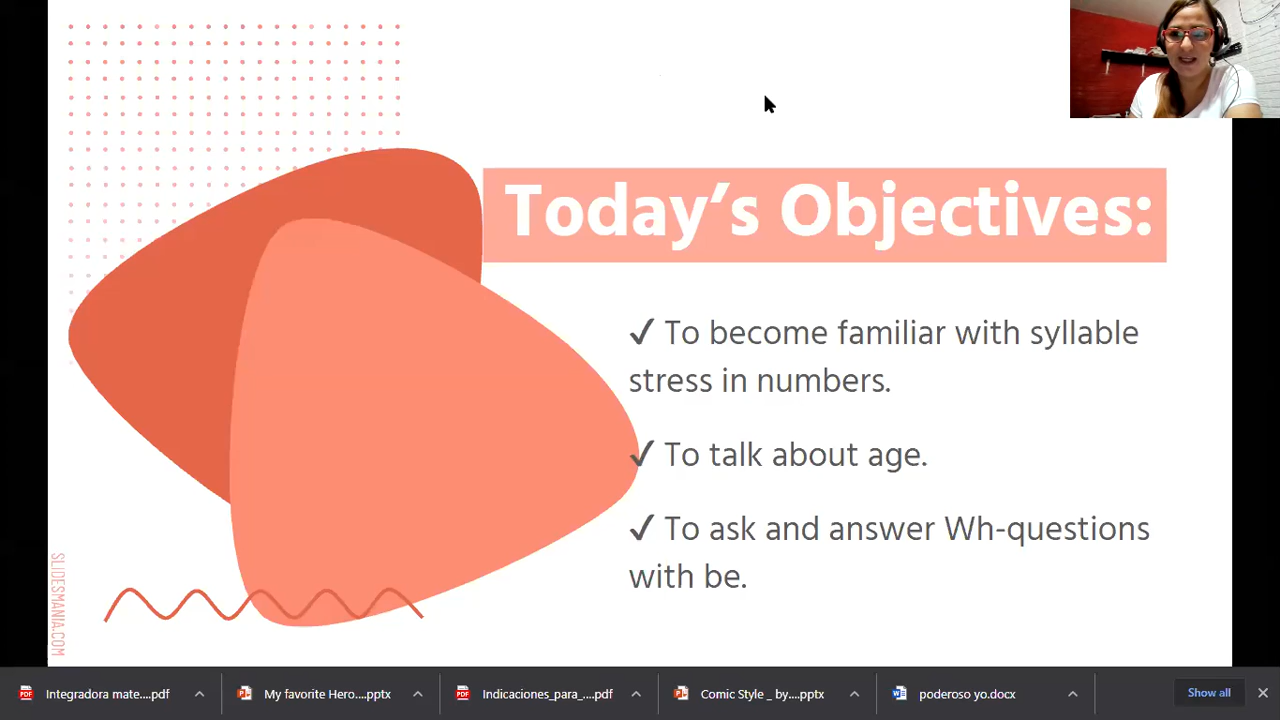 Today’s Objectives:
✓ To become familiar with syllable
stress in numbers.
✓ To talk about age.
✓ To ask and answer Wh-questions
with be.
SLIDESMANIA.COM
Integradora mate....pdf
My favorite Hero....pptx
Indicaciones_para_....pdf
Comic Style _ by....pptx
poderoso yo.docx
Show all